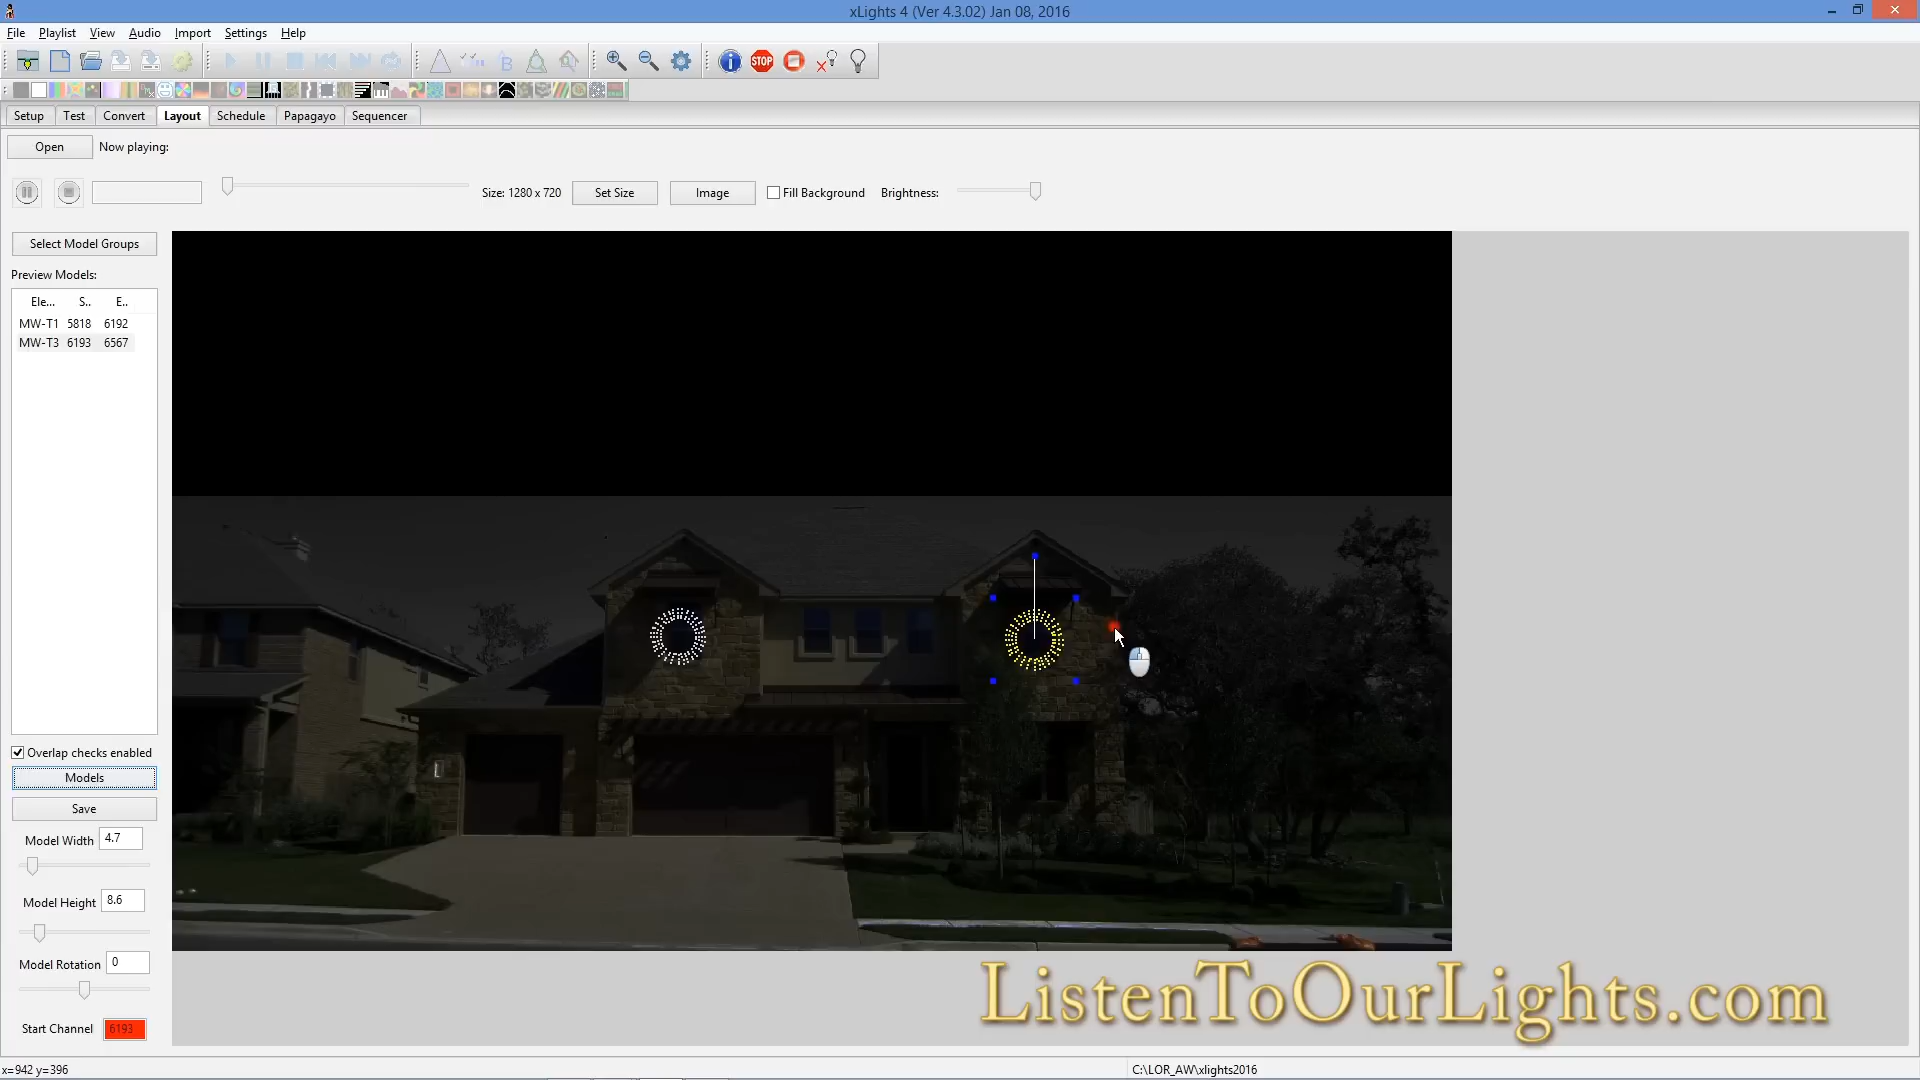 xLights 4 (Ver 4.3.02) Jan 08, 2016
File Playlist View Audio Import Settings Help
Setup Test Convert Layout Schedule Papagayo Sequencer
Open Now playing:
Size: 1280 x 720 Set Size Image Fill Background Brightness:
Select Model Groups
Preview Models:
Ele... S.. E..
MW-T1 5818 6192
MW-T3 6193 6567
Overlap checks enabled
Models
Save
Model Width 4.7
Model Height 8.6
Model Rotation 0
Start Channel 6193
ListenToOurLights.com
x=942 y=396 C:\LOR_AW\xlights2016
STOP